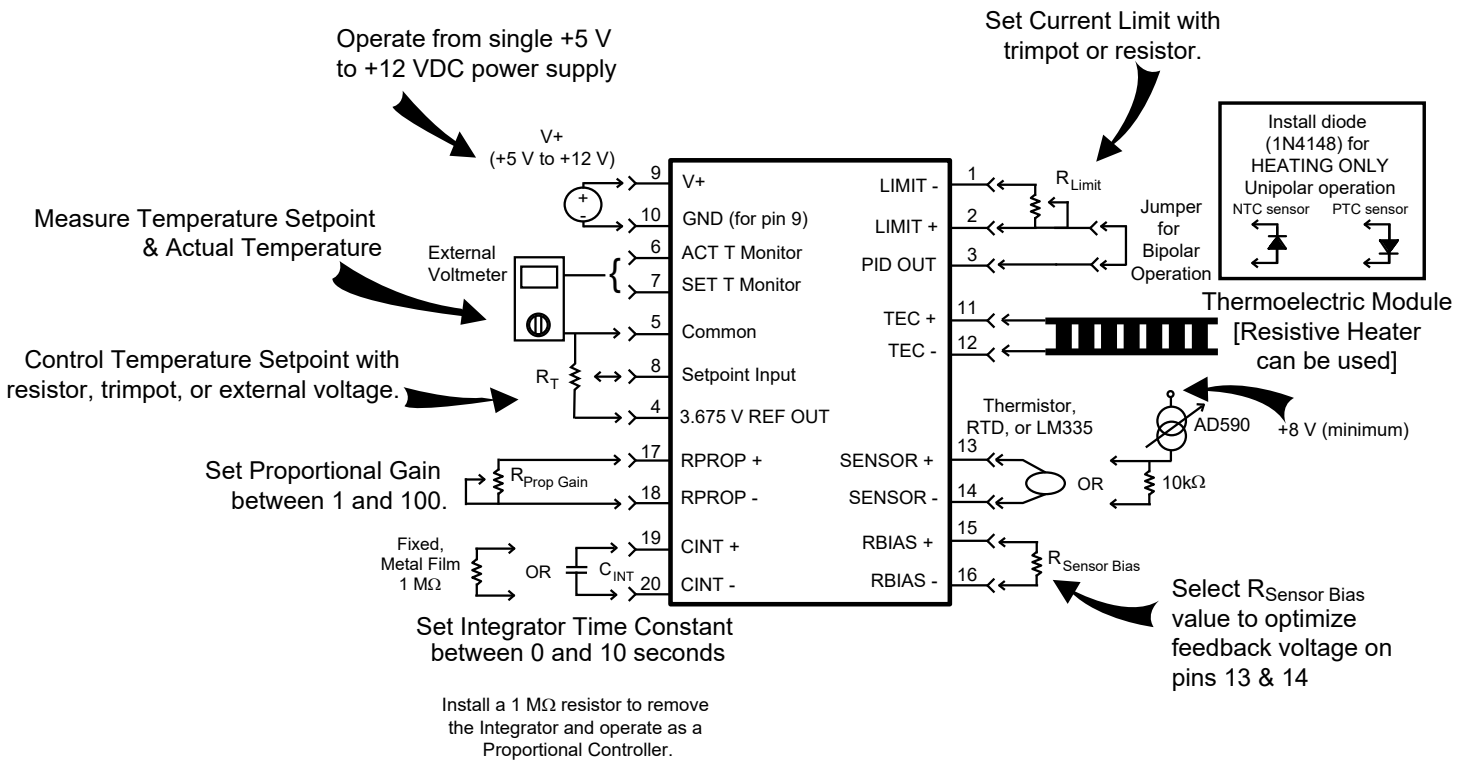 Operate from single +5 V
to +12 VDC power supply
Set Current Limit with
trimpot or resistor.
V+
(+5 V to +12 V)
Measure Temperature Setpoint
& Actual Temperature
External
Voltmeter
Control Temperature Setpoint with
resistor, trimpot, or external voltage.
RT
Set Proportional Gain
between 1 and 100.
RProp Gain
Fixed,
Metal Film
1 MΩ
OR
CINT
Set Integrator Time Constant
between 0 and 10 seconds
Install a 1 MΩ resistor to remove
the Integrator and operate as a
Proportional Controller.
+
-
9 V+
10 GND (for pin 9)
6 ACT T Monitor
7 SET T Monitor
5 Common
8 Setpoint Input
4 3.675 V REF OUT
17 RPROP +
18 RPROP -
19 CINT +
20 CINT -
LIMIT - 1
LIMIT + 2
PID OUT 3
TEC + 11
TEC - 12
SENSOR + 13
SENSOR - 14
RBIAS + 15
RBIAS - 16
RLimit
Jumper
for
Bipolar
Operation
Install diode
(1N4148) for
HEATING ONLY
Unipolar operation
NTC sensor PTC sensor
Thermoelectric Module
[Resistive Heater
can be used]
Thermistor,
RTD, or LM335
OR
AD590
+8 V (minimum)
10kΩ
RSensor Bias
Select RSensor Bias
value to optimize
feedback voltage on
pins 13 & 14